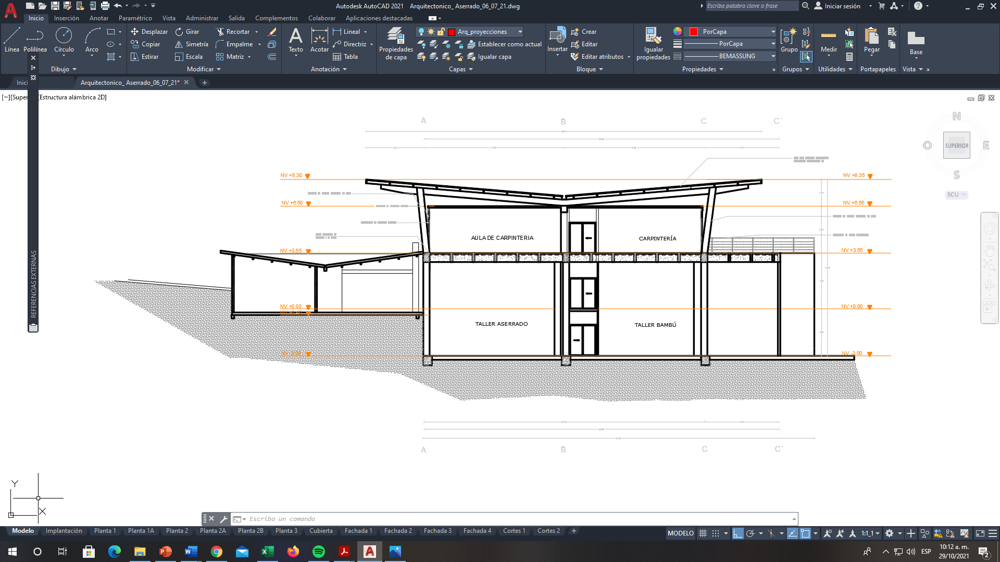 Autodesk AutoCAD 2021   Arquitectonico_ Aserrado_06_07_21.dwg
Escriba palabra clave o frase
Iniciar sesión
Inicio Inserción Anotar Paramétrico Vista Administrar Salida Complementos Colaborar Aplicaciones destacadas
Línea Polilínea Círculo Arco
Desplazar Girar Recortar
Copiar Simetría Empalme
Estirar Escala Matriz
Texto Acotar
Lineal
Directriz
Tabla
Propiedades de capa
Arq_proyecciones
Establecer como actual
Igualar capa
Insertar
Crear
Editar
Editar atributos
Igualar propiedades
PorCapa
PorCapa
BEMASSUNG
Grupo
Medir
Pegar
Base
Dibujo Modificar Anotación Capas Bloque Propiedades Grupos Utilidades Portapapeles Vista
Inici
Arquitectonico_ Aserrado_06_07_21*
[−][Super
[Estructura alámbrica 2D]
REFERENCIAS EXTERNAS
A B C C´
N
O SUPERIOR E
S
SCU
NV +8.30
NV +8.35
NV +6.50
NV +6.55
AULA DE CARPINTERIA
CARPINTERÍA
NV +3.55
NV +3.55
NV +0.00
NV +0.00
TALLER ASERRADO
TALLER BAMBÚ
NV -3.00
NV -3.00
A B C C´
Y
X
Escriba un comando
Modelo Implantación Planta 1 Planta 1A Planta 2 Planta 2A Planta 2B Planta 3 Cubierta Fachada 1 Fachada 2 Fachada 3 Fachada 4 Cortes 1 Cortes 2
MODELO
1:1_1
ESP
10:12 a. m.
29/10/2021
2